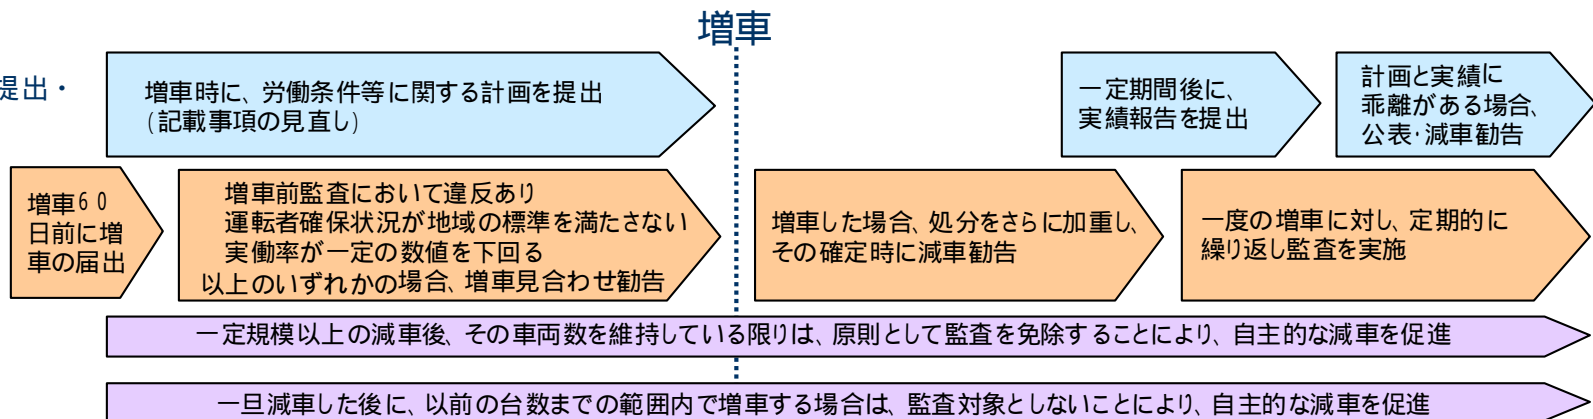 増車
提出・
増車時に、労働条件等に関する計画を提出
(記載事項の見直し)
一定期間後に、
実績報告を提出
計画と実績に
乖離がある場合、
公表・減車勧告
増車60
日前に増
車の届出
増車前監査において違反あり
運転者確保状況が地域の標準を満たさない
実働率が一定の数値を下回る
以上のいずれかの場合、増車見合わせ勧告
増車した場合、処分をさらに加重し、
その確定時に減車勧告
一度の増車に対し、定期的に
繰り返し監査を実施
一定規模以上の減車後、その車両数を維持している限りは、原則として監査を免除することにより、自主的な減車を促進
一旦減車した後に、以前の台数までの範囲内で増車する場合は、監査対象としないことにより、自主的な減車を促進